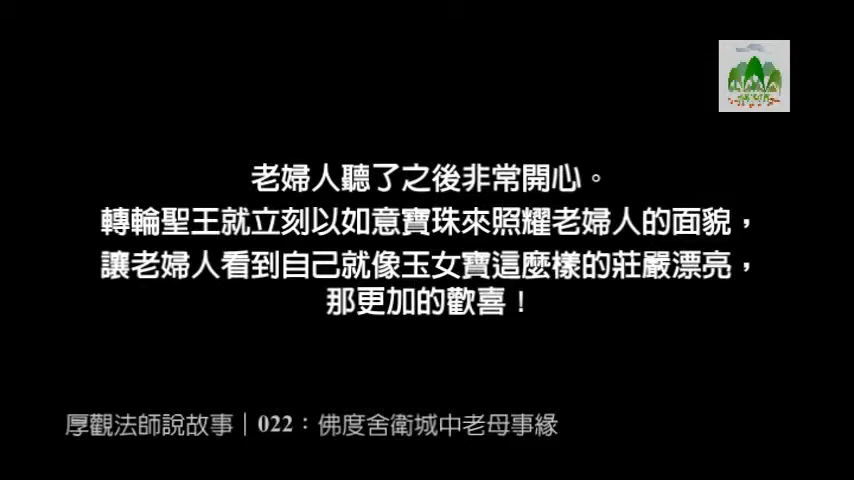 老婦人聽了之後非常開心。
轉輪聖王就立刻以如意寶珠來照耀老婦人的面貌，
讓老婦人看到自己就像玉女寶這麼樣的莊嚴漂亮，
那更加的歡喜！
厚觀法師說故事｜022：佛度舍衛城中老母事緣